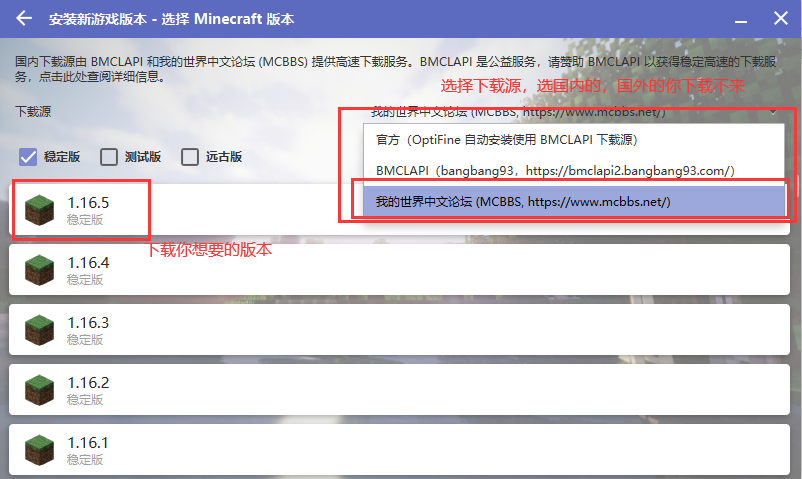 安装新游戏版本 - 选择 Minecraft 版本
国内下载源由 BMCLAPI 和我的世界中文论坛 (MCBBS) 提供高速下载服务。BMCLAPI 是公益服务，请赞助 BMCLAPI 以获得稳定高速的下载服
务，点击此处查阅详细信息。
选择下载源，选国内的，国外的你下载不来
下载源
我的世界中文论坛 (MCBBS, https://www.mcbbs.net/)
官方（OptiFine 自动安装使用 BMCLAPI 下载源）
BMCLAPI（bangbang93，https://bmclapi2.bangbang93.com/）
我的世界中文论坛 (MCBBS, https://www.mcbbs.net/)
稳定版 测试版 远古版
1.16.5
稳定版
下载你想要的版本
1.16.4
稳定版
1.16.3
稳定版
1.16.2
稳定版
1.16.1
稳定版